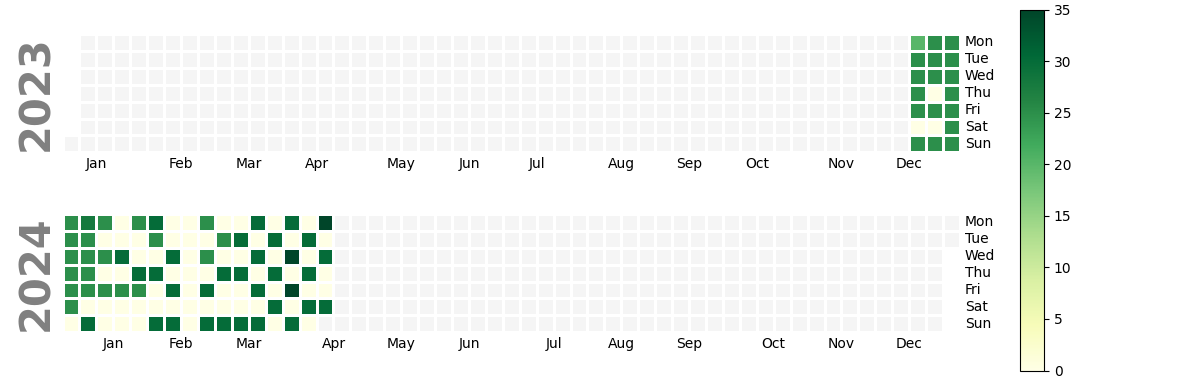 2023
Mon
Tue
Wed
Thu
Fri
Sat
Sun
Jan Feb Mar Apr May Jun Jul Aug Sep Oct Nov Dec
2024
Mon
Tue
Wed
Thu
Fri
Sat
Sun
Jan Feb Mar Apr May Jun Jul Aug Sep Oct Nov Dec
35
30
25
20
15
10
5
0